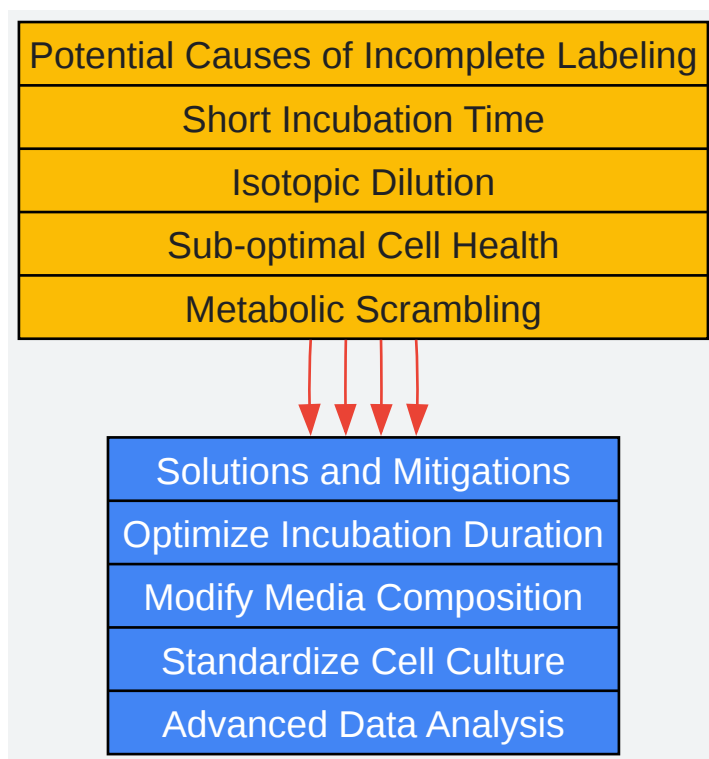 Potential Causes of Incomplete Labeling
Short Incubation Time
Isotopic Dilution
Sub-optimal Cell Health
Metabolic Scrambling
Solutions and Mitigations
Optimize Incubation Duration
Modify Media Composition
Standardize Cell Culture
Advanced Data Analysis